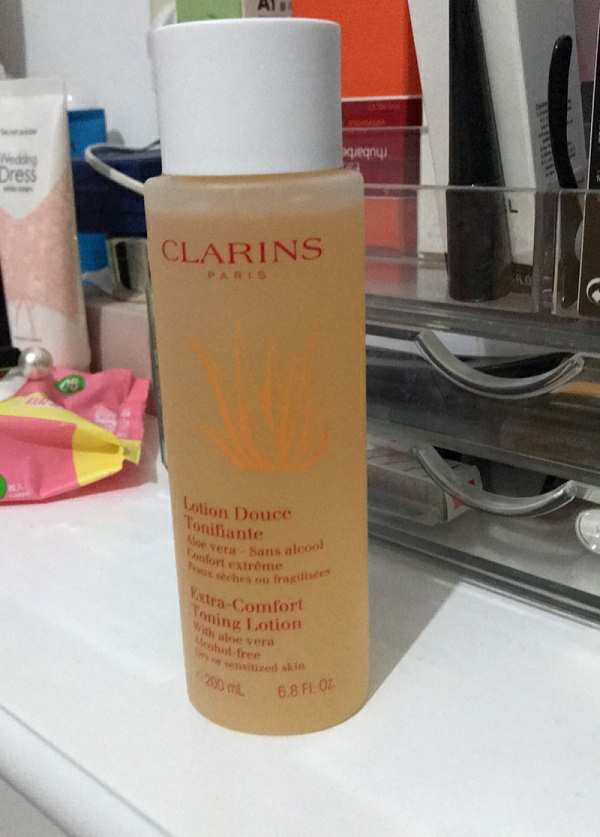 CLARINS
PARIS
Lotion Douce
Tonifiante
Aloe vera - Sans alcool
Confort extrême
Peaux sèches ou fragilisées
Extra-Comfort
Toning Lotion
With aloe vera
Alcohol-free
Dry or sensitized skin
200 mL 6.8 Fl. Oz.
Wedding
Dress
rhubarbe
L